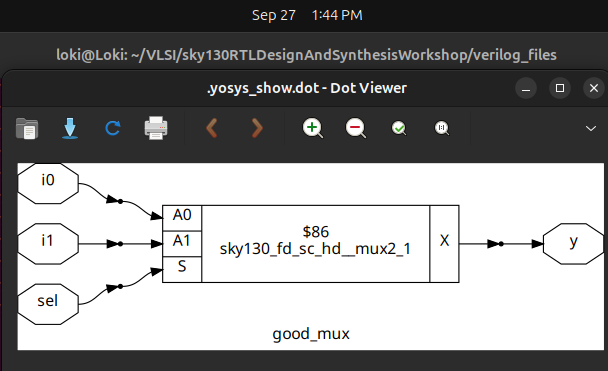 Sep 27 1:44 PM
loki@Loki: ~/VLSI/sky130RTLDesignAndSynthesisWorkshop/verilog_files
.yosys_show.dot - Dot Viewer
i0
i1
sel
A0
A1
S
$86
sky130_fd_sc_hd__mux2_1
X
y
good_mux